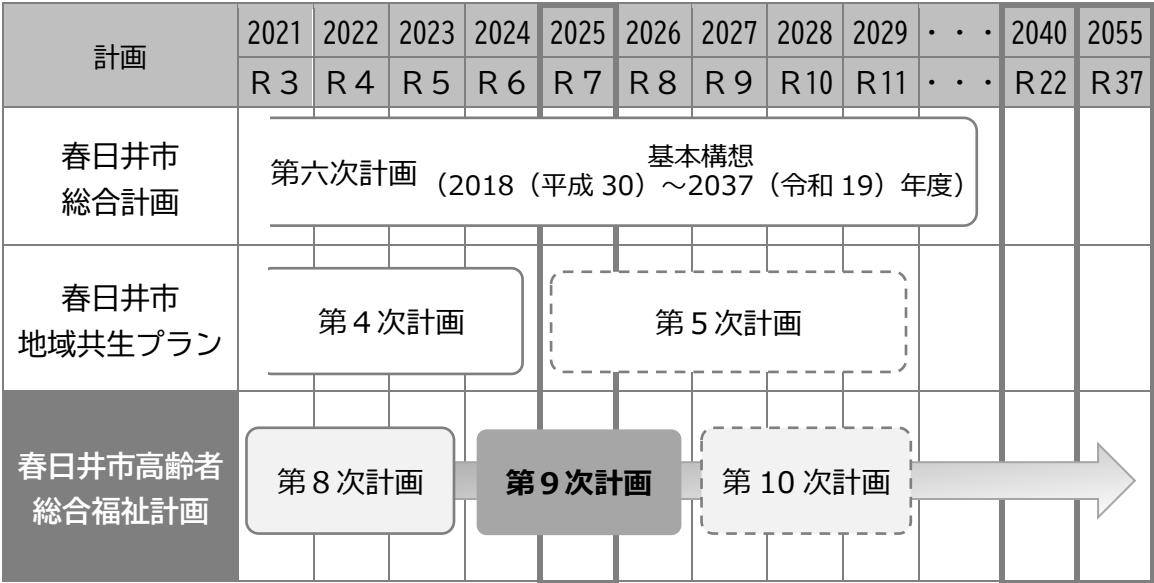 計画
2021 2022 2023 2024 2025 2026 2027 2028 2029 ・・・ 2040 2055
R３ R４ R５ R６ R７ R８ R９ R10 R11 ・・・ R22 R37
春日井市
総合計画
第六次計画
基本構想
（2018（平成 30）～2037（令和 19）年度）
春日井市
地域共生プラン
第４次計画
第５次計画
春日井市高齢者
総合福祉計画
第８次計画
第９次計画
第 10 次計画